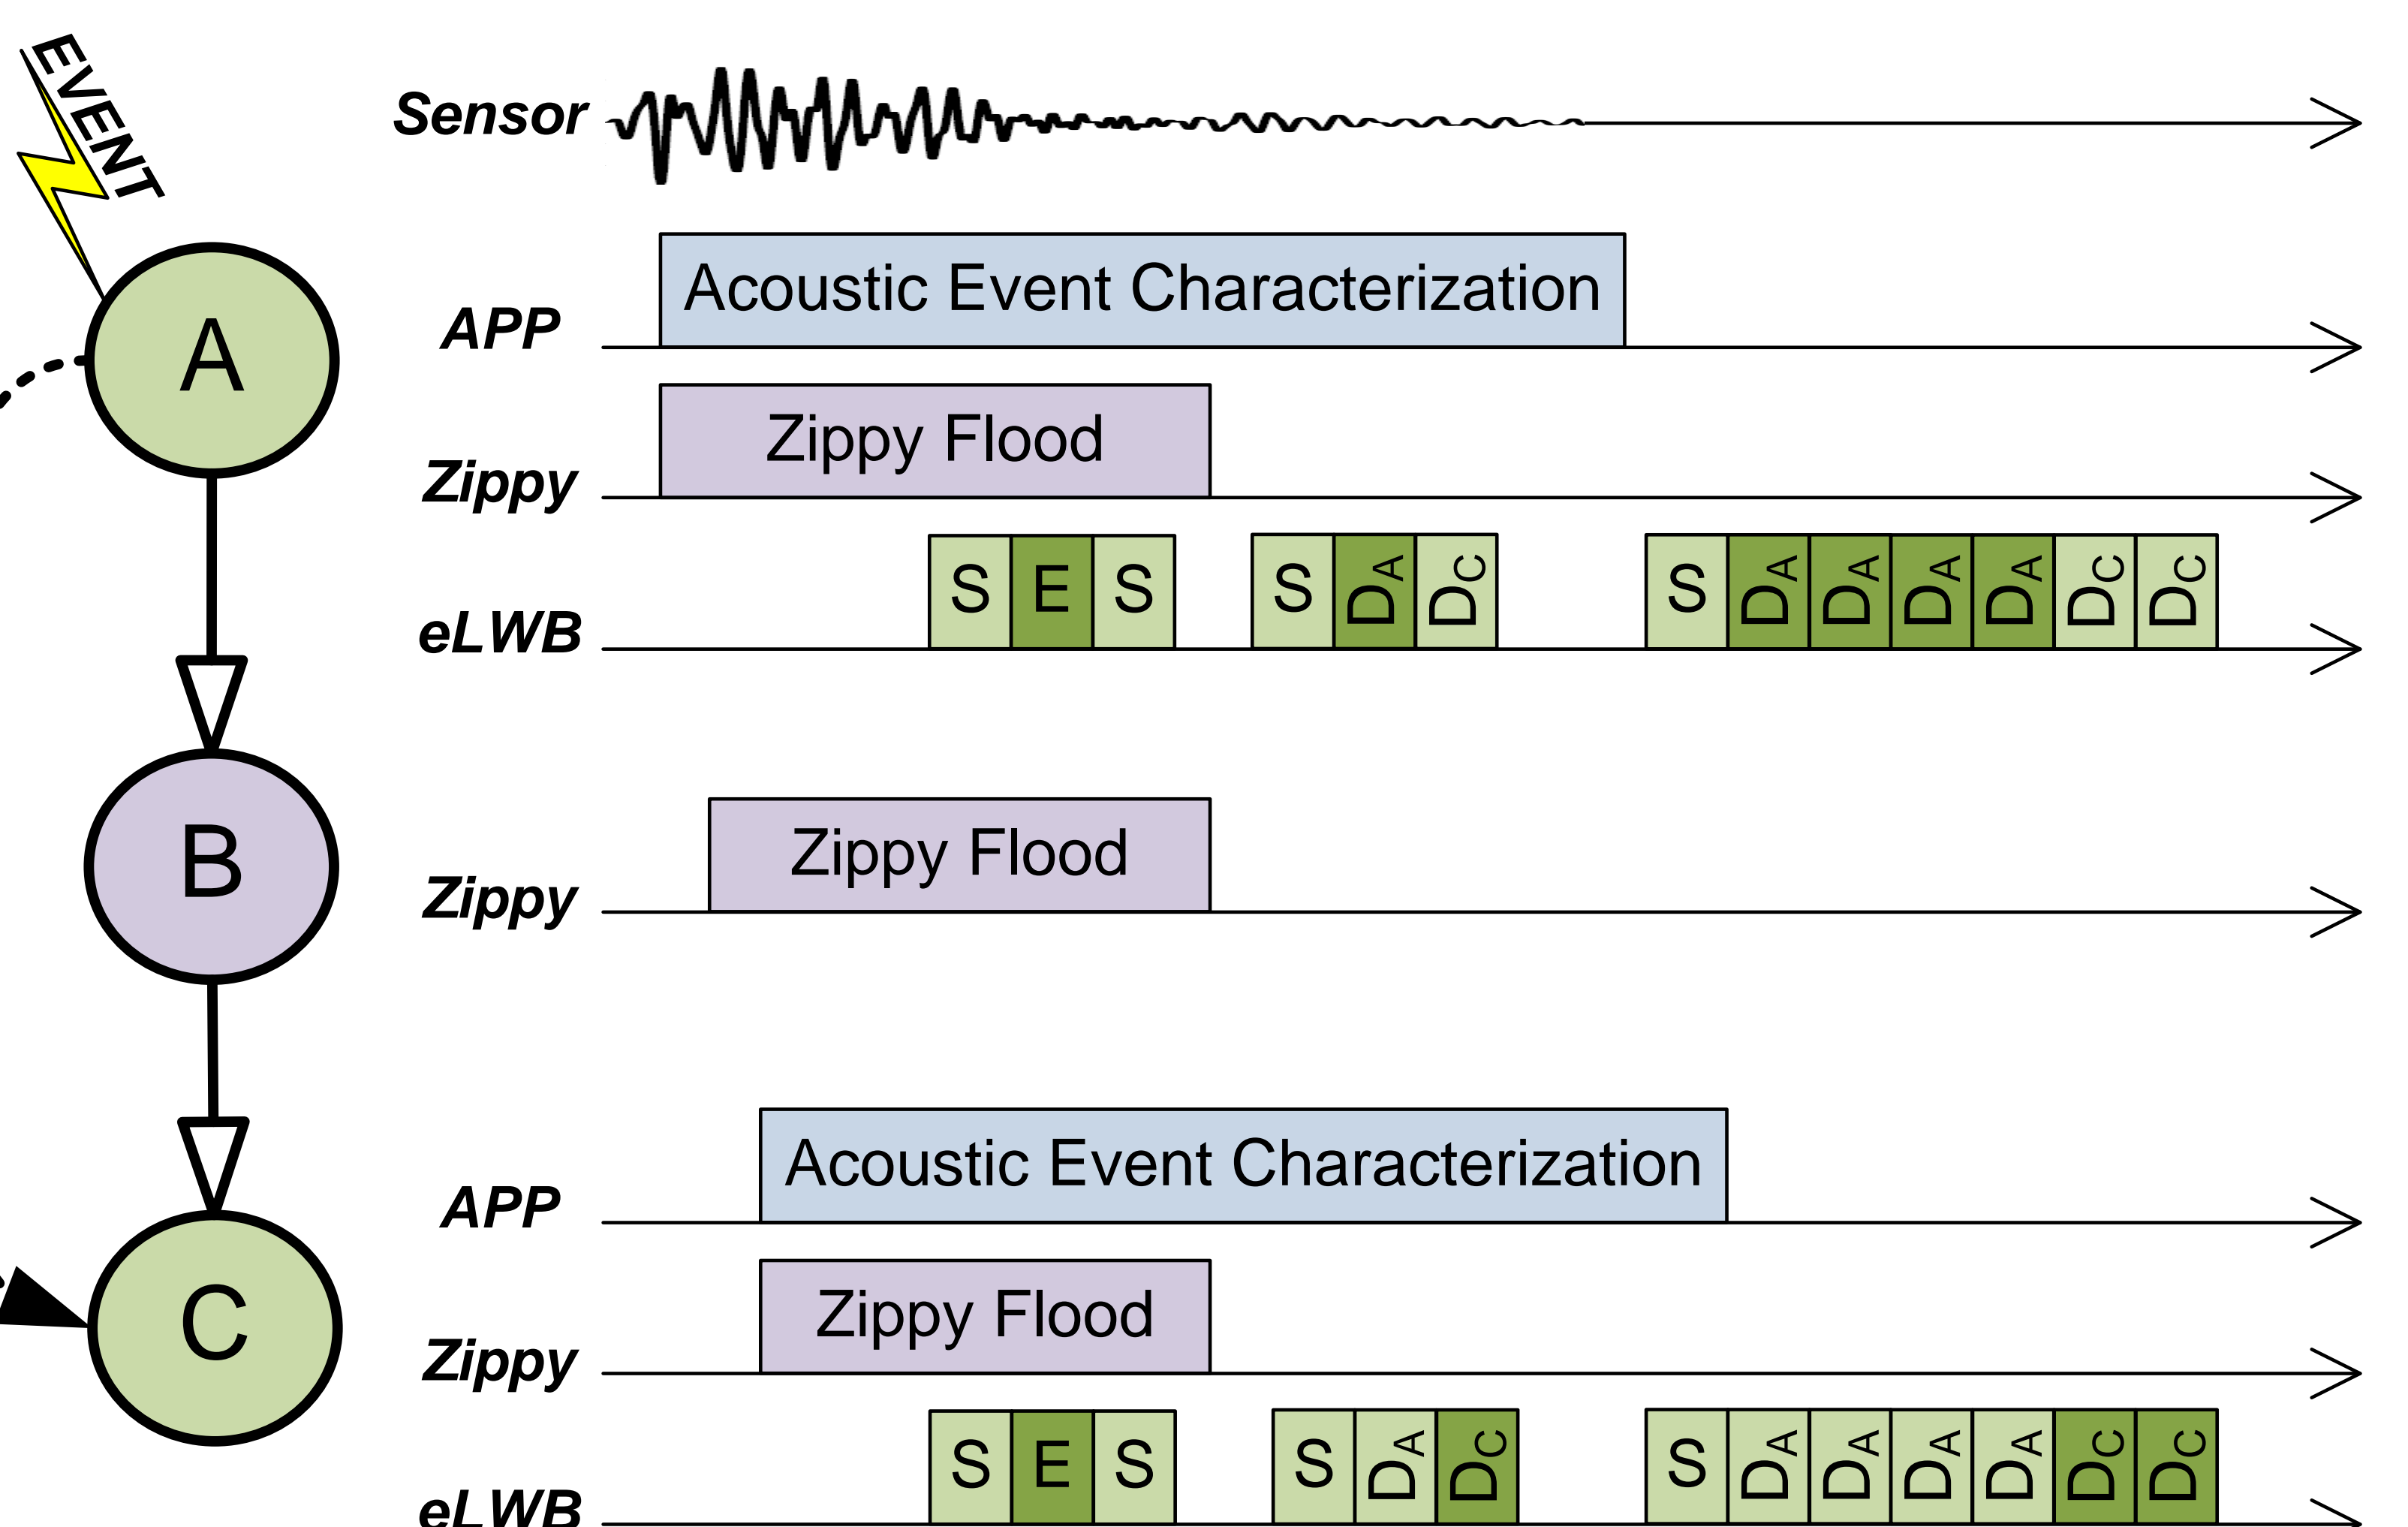 EVENT
Sensor
A
APP
Acoustic Event Characterization
Zippy
Zippy Flood
eLWB
S E S S DA DC S DA DA DA DA DC DC
B
Zippy
Zippy Flood
C
APP
Acoustic Event Characterization
Zippy
Zippy Flood
eLWB
S E S S DA DC S DA DA DA DA DC DC